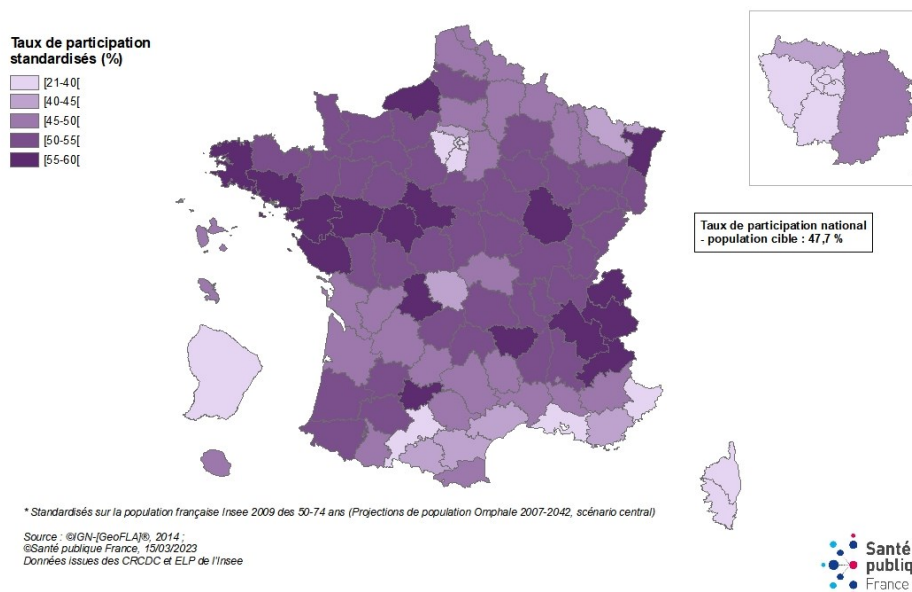 Taux de participation
standardisés (%)
[21-40[
[40-45[
[45-50[
[50-55[
[55-60[
Taux de participation national
- population cible : 47,7 %
* Standardisés sur la population française Insee 2009 des 50-74 ans (Projections de population Omphale 2007-2042, scénario central)
Source : ©IGN-[GeoFLA]®, 2014 ;
©Santé publique France, 15/03/2023
Données issues des CRCDC et ELP de l'Insee
Santé
publiq
France